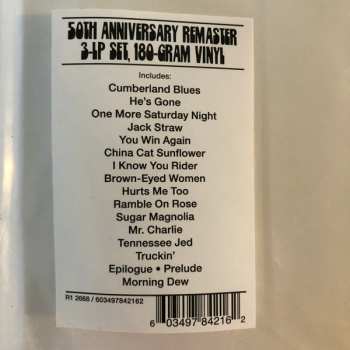 50TH ANNIVERSARY REMASTER
3-LP SET, 180-GRAM VINYL
Includes:
Cumberland Blues
He's Gone
One More Saturday Night
Jack Straw
You Win Again
China Cat Sunflower
I Know You Rider
Brown-Eyed Women
Hurts Me Too
Ramble On Rose
Sugar Magnolia
Mr. Charlie
Tennessee Jed
Truckin'
Epilogue • Prelude
Morning Dew
R1 2668 / 603497842162
6 03497 84216 2